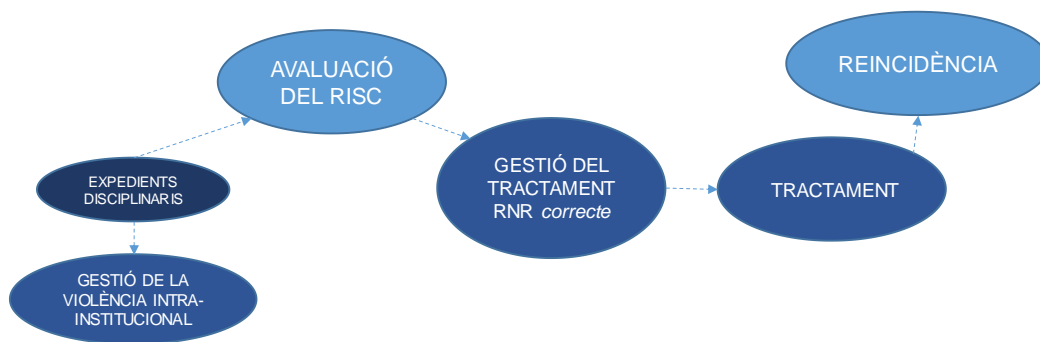 AVALUACIÓ
DEL RISC
REINCIDÈNCIA
EXPEDIENTS
DISCIPLINARIS
GESTIÓ DEL
TRACTAMENT
RNR correcte
TRACTAMENT
GESTIÓ DE LA
VIOLÈNCIA INTRA-
INSTITUCIONAL